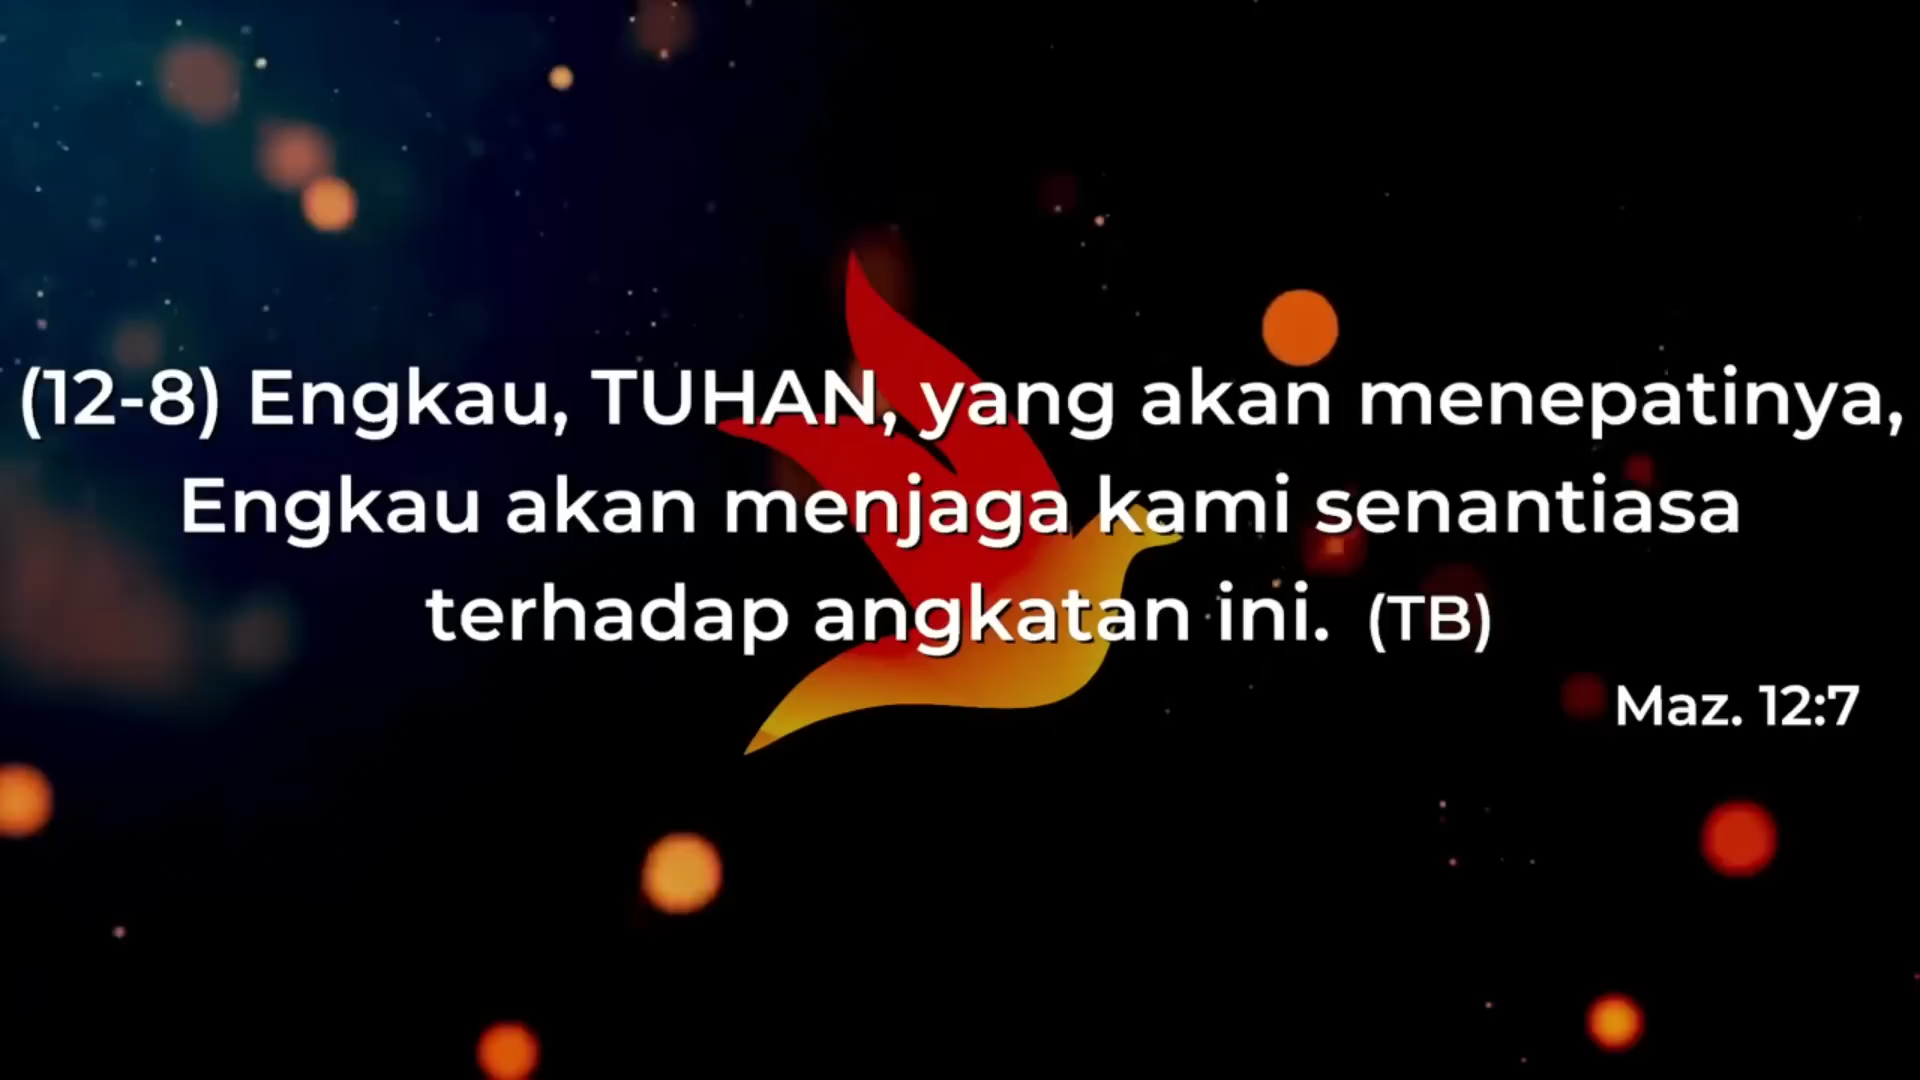 (12-8) Engkau, TUHAN, yang akan menepatinya,
Engkau akan menjaga kami senantiasa
terhadap angkatan ini. (TB)
Maz. 12:7